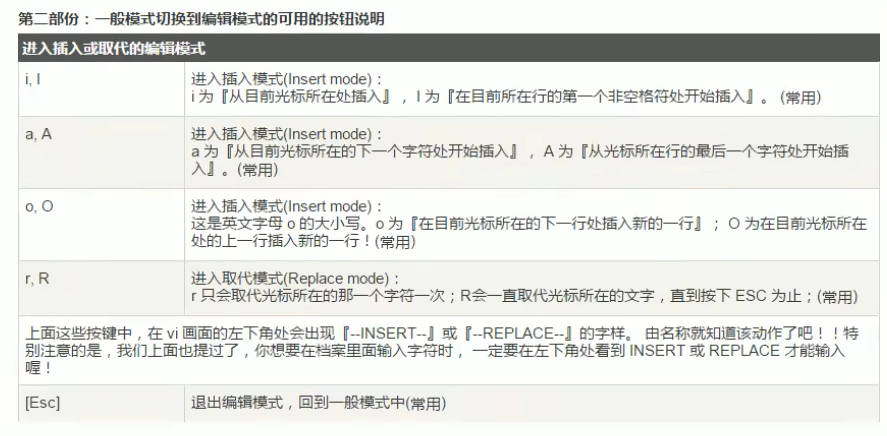 第二部份：一般模式切换到编辑模式的可用的按钮说明
进入插入或取代的编辑模式
i, I
进入插入模式(Insert mode)：
i 为『从目前光标所在处插入』， I 为『在目前所在行的第一个非空格符处开始插入』。 (常用)
a, A
进入插入模式(Insert mode)：
a 为『从目前光标所在的下一个字符处开始插入』， A 为『从光标所在行的最后一个字符处开始插
入』。(常用)
o, O
进入插入模式(Insert mode)：
这是英文字母 o 的大小写。o 为『在目前光标所在的下一行处插入新的一行』； O 为在目前光标所在
处的上一行插入新的一行！(常用)
r, R
进入取代模式(Replace mode)：
r 只会取代光标所在的那一个字符一次；R会一直取代光标所在的文字，直到按下 ESC 为止；(常用)
上面这些按键中，在 vi 画面的左下角处会出现『--INSERT--』或『--REPLACE--』的字样。 由名称就知道该动作了吧！！特
别注意的是，我们上面也提过了，你想要在档案里面输入字符时， 一定要在左下角处看到 INSERT 或 REPLACE 才能输入
喔！
[Esc]
退出编辑模式，回到一般模式中(常用)